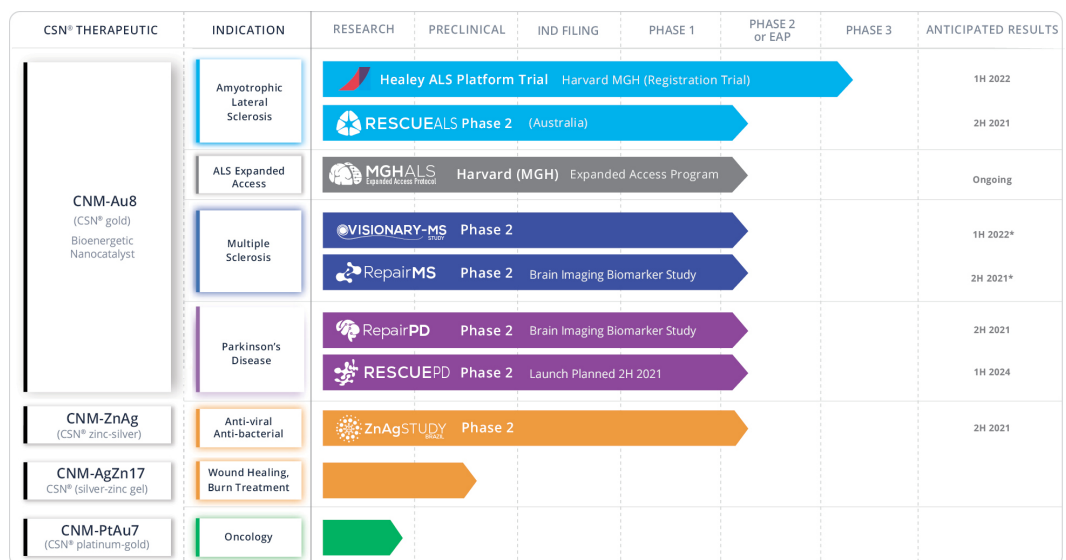 CSN® THERAPEUTIC
INDICATION
RESEARCH
PRECLINICAL
IND FILING
PHASE 1
PHASE 2
or EAP
PHASE 3
ANTICIPATED RESULTS
CNM-Au8
(CSN® gold)
Bioenergetic
Nanocatalyst
Amyotrophic
Lateral
Sclerosis
Healey ALS Platform Trial Harvard MGH (Registration Trial)
1H 2022
RESCUEALS Phase 2 (Australia)
2H 2021
ALS Expanded
Access
MGHALS
Expanded Access Protocol
Harvard (MGH) Expanded Access Program
Ongoing
Multiple
Sclerosis
VISIONARY-MS
STUDY
Phase 2
1H 2022*
RepairMS Phase 2 Brain Imaging Biomarker Study
2H 2021*
Parkinson's
Disease
RepairPD Phase 2 Brain Imaging Biomarker Study
2H 2021
RESCUEPD Phase 2 Launch Planned 2H 2021
1H 2024
CNM-ZnAg
(CSN® zinc-silver)
Anti-viral
Anti-bacterial
ZnAgSTUDY
BRAZIL
Phase 2
2H 2021
CNM-AgZn17
CSN® (silver-zinc gel)
Wound Healing,
Burn Treatment
CNM-PtAu7
(CSN® platinum-gold)
Oncology